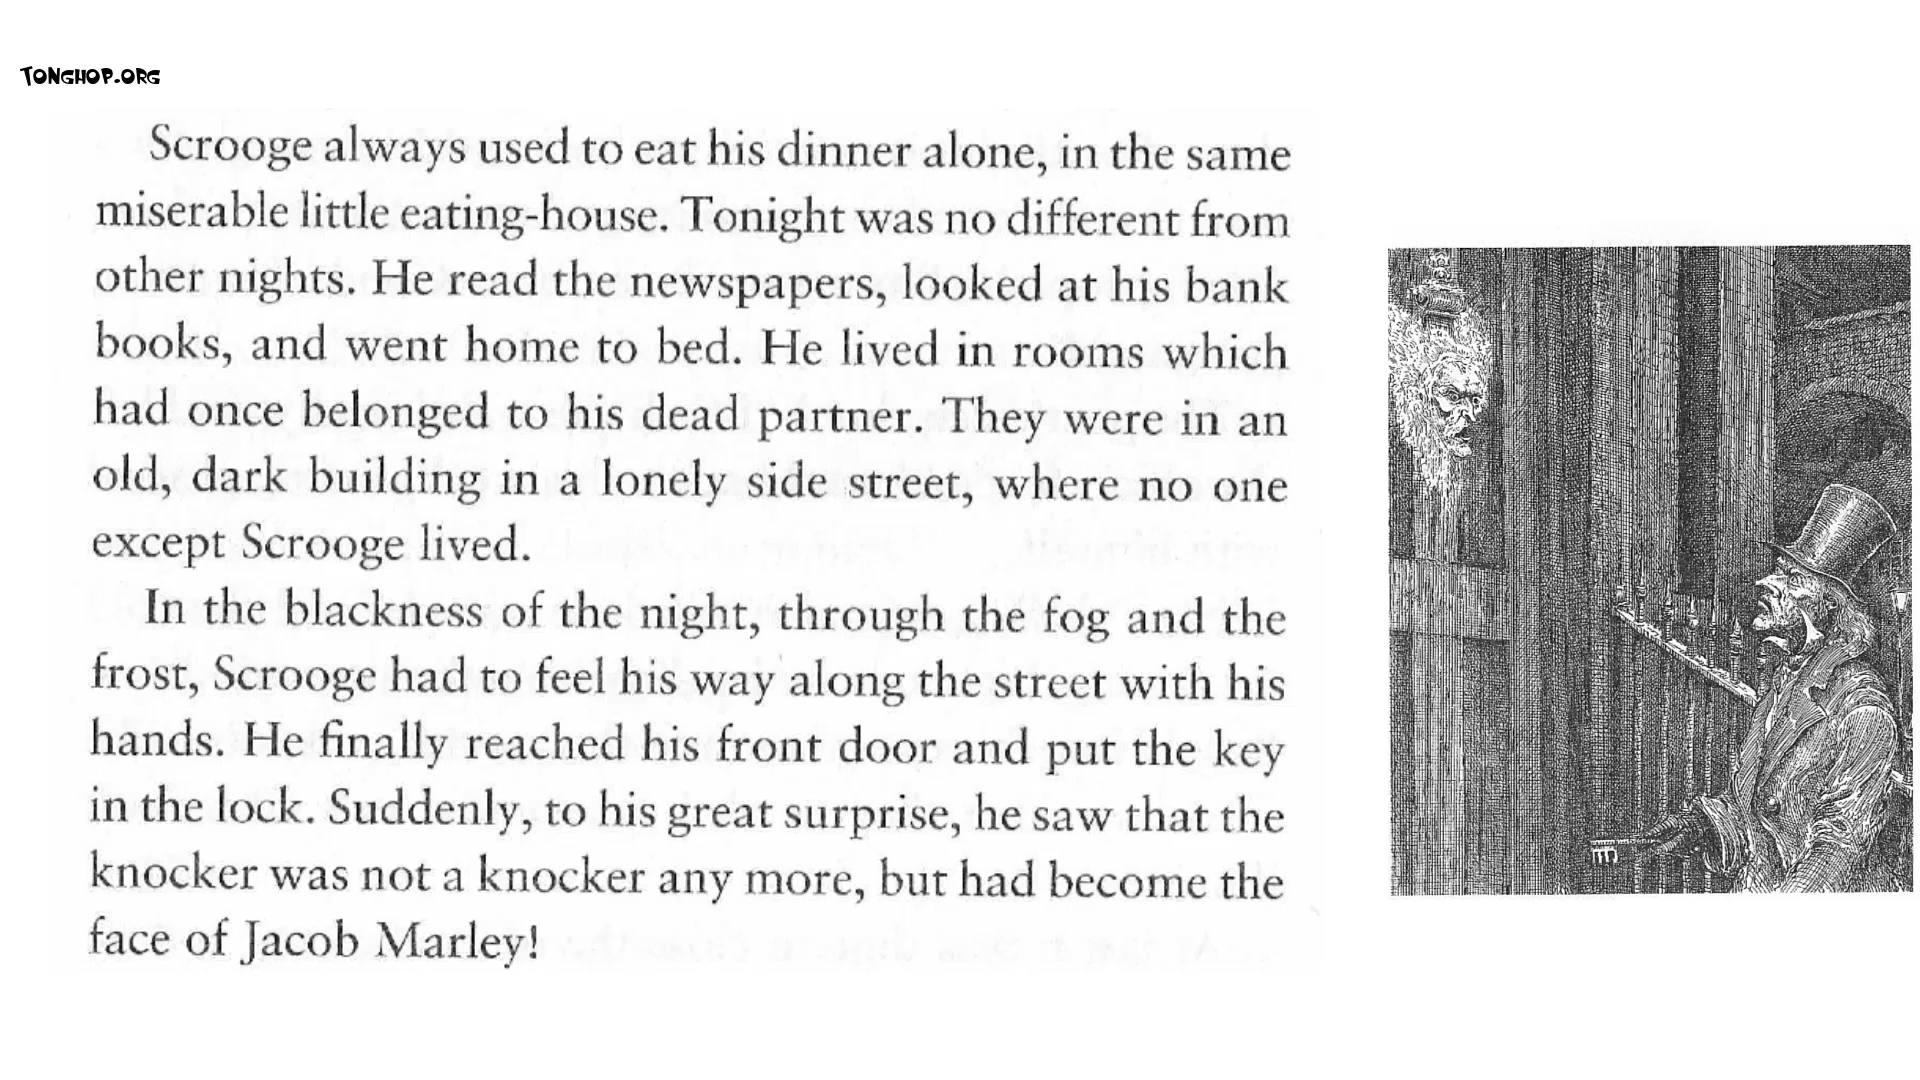 TONGHOP.ORG
Scrooge always used to eat his dinner alone, in the same
miserable little eating-house. Tonight was no different from
other nights. He read the newspapers, looked at his bank
books, and went home to bed. He lived in rooms which
had once belonged to his dead partner. They were in an
old, dark building in a lonely side street, where no one
except Scrooge lived.
In the blackness of the night, through the fog and the
frost, Scrooge had to feel his way along the street with his
hands. He finally reached his front door and put the key
in the lock. Suddenly, to his great surprise, he saw that the
knocker was not a knocker any more, but had become the
face of Jacob Marley!